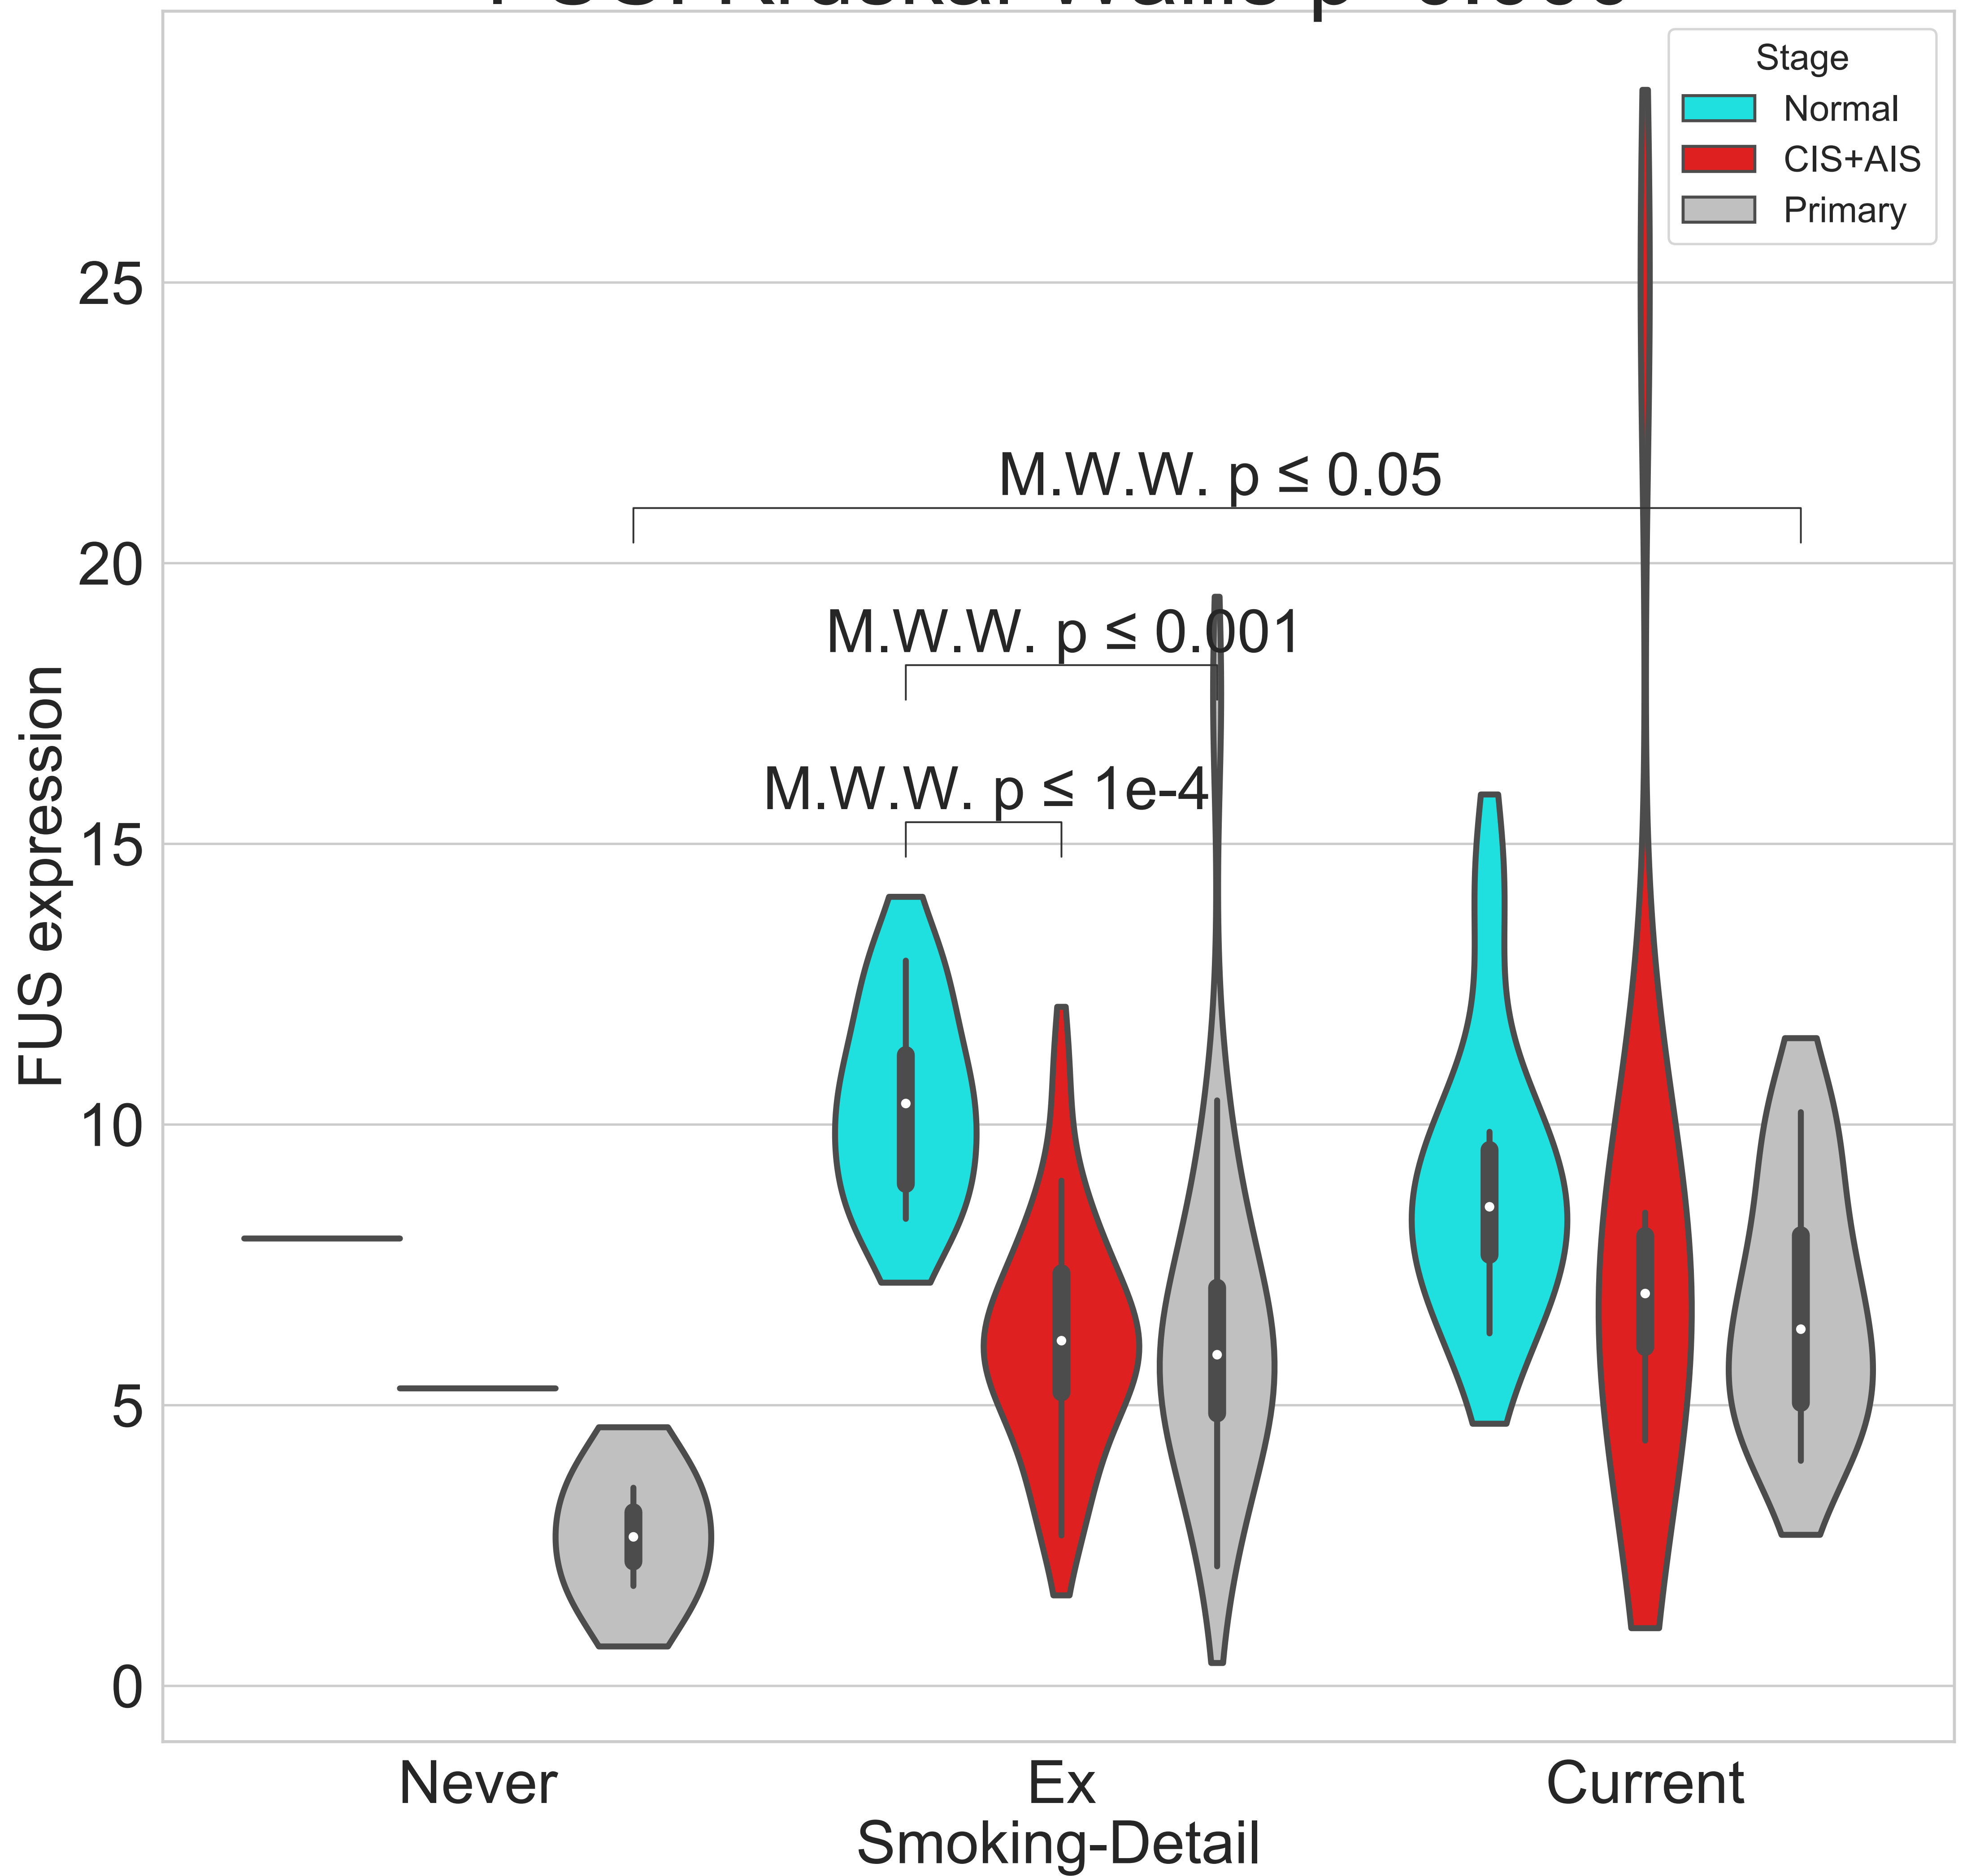 Stage
Normal
CIS+AIS
Primary
25
20
15
10
5
0
FUS expression
M.W.W. p ≤ 0.05
M.W.W. p ≤ 0.001
M.W.W. p ≤ 1e-4
Never
Ex
Current
Smoking-Detail